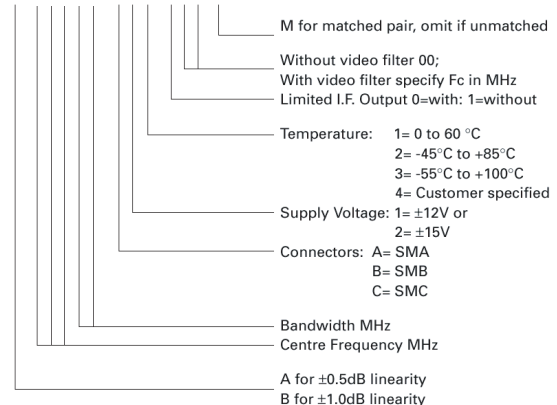 M for matched pair, omit if unmatched
Without video filter 00;
With video filter specify Fc in MHz
Limited I.F. Output 0=with: 1=without
Temperature: 1= 0 to 60 °C
2= -45°C to +85°C
3= -55°C to +100°C
4= Customer specified
Supply Voltage: 1= ±12V or
2= ±15V
Connectors: A= SMA
B= SMB
C= SMC
Bandwidth MHz
Centre Frequency MHz
A for ±0.5dB linearity
B for ±1.0dB linearity